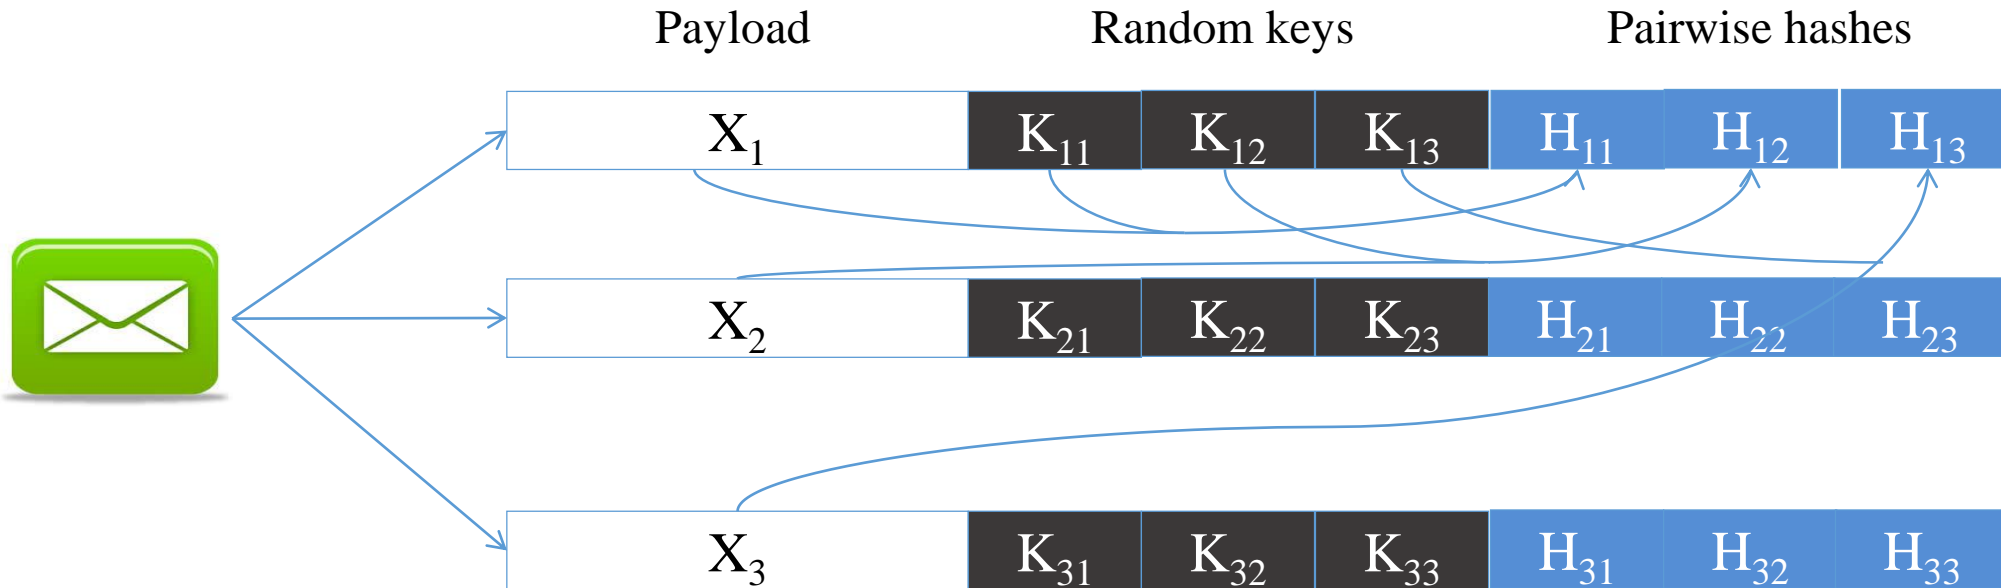 Payload Random keys Pairwise hashes
X₁ K₁₁ K₁₂ K₁₃ H₁₁ H₁₂ H₁₃
X₂ K₂₁ K₂₂ K₂₃ H₂₁ H₂₂ H₂₃
X₃ K₃₁ K₃₂ K₃₃ H₃₁ H₃₂ H₃₃